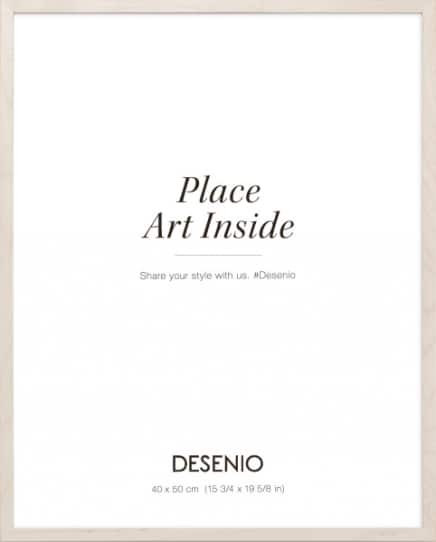 Place
Art Inside
Share your style with us. #Desenio
DESENIO
40 x 50 cm (15 3/4 x 19 5/8 in)